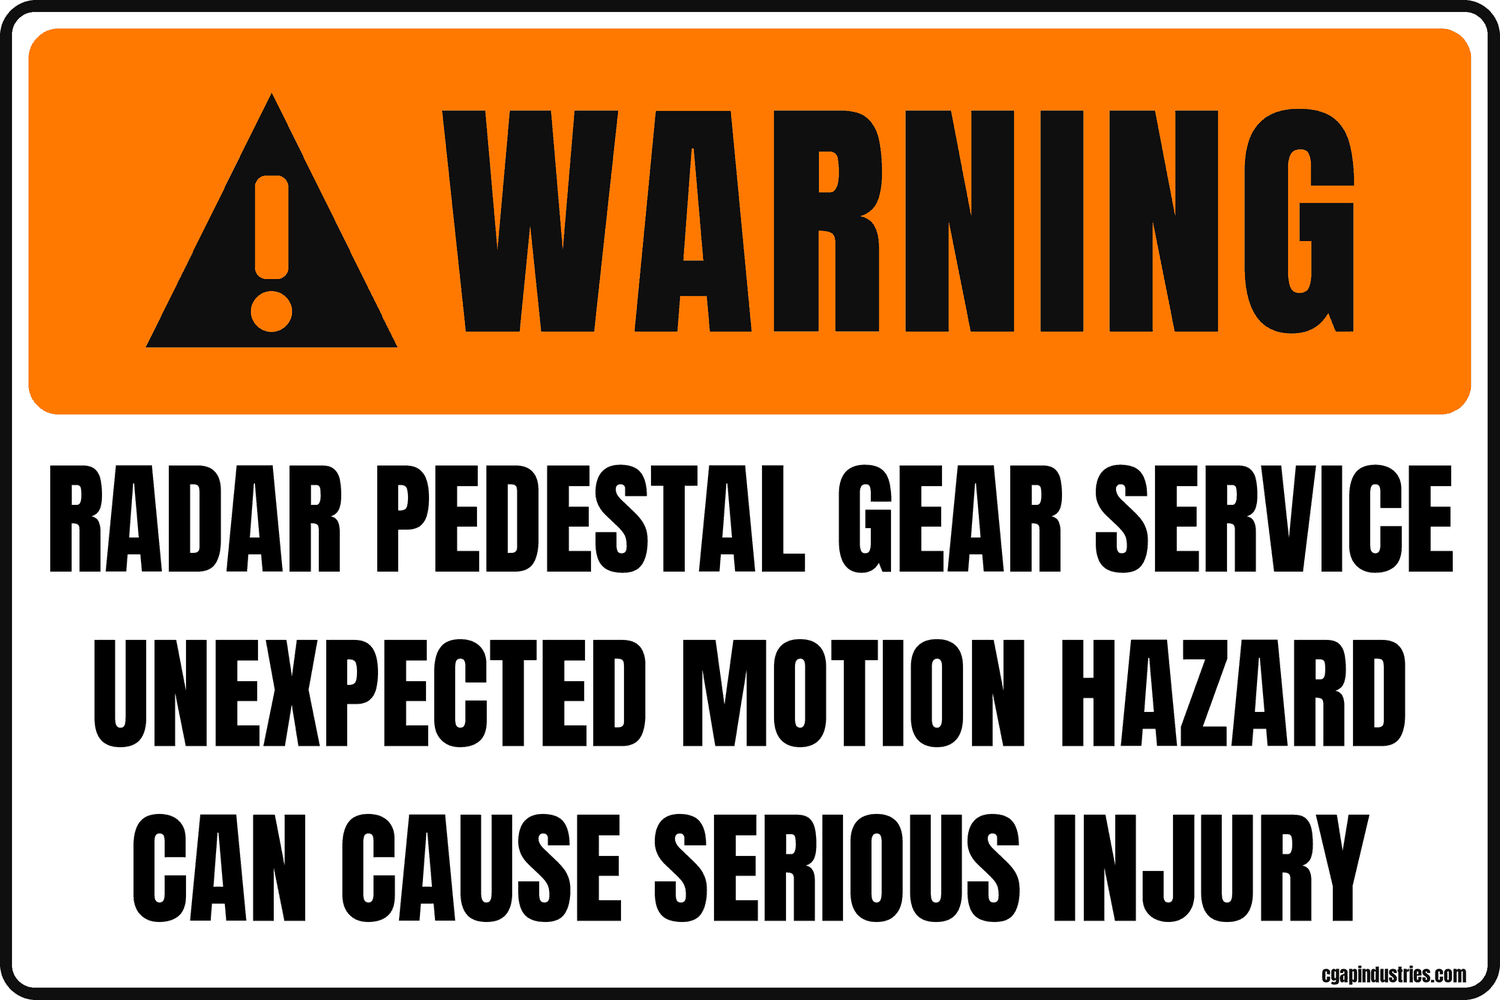 WARNING
RADAR PEDESTAL GEAR SERVICE
UNEXPECTED MOTION HAZARD
CAN CAUSE SERIOUS INJURY
cgapindustries.com